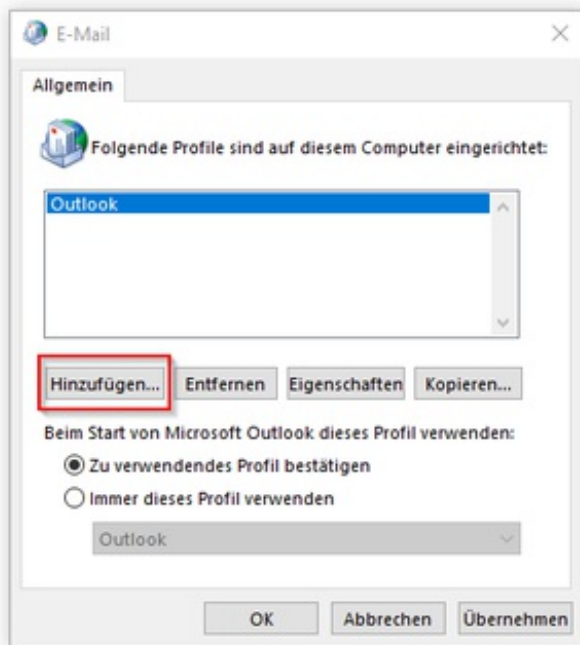 E-Mail
Allgemein
Folgende Profile sind auf diesem Computer eingerichtet:
Outlook
Hinzufügen... Entfernen Eigenschaften Kopieren...
Beim Start von Microsoft Outlook dieses Profil verwenden:
Zu verwendendes Profil bestätigen
Immer dieses Profil verwenden
Outlook
OK Abbrechen Übernehmen